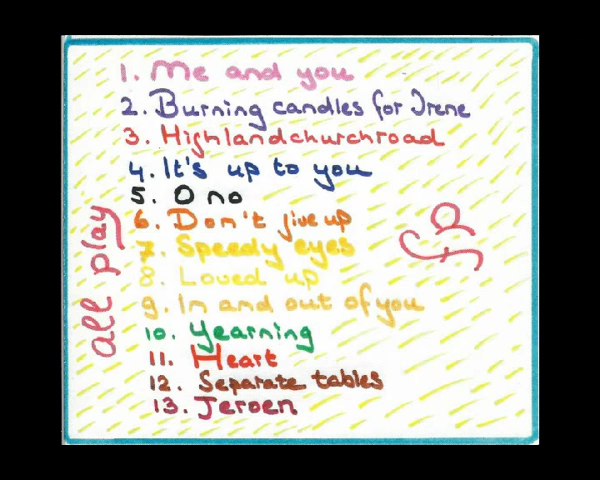 1. Me and you
2. Burning candles for Irene
3. Highlandchurchroad
4. It's up to you
5. O no
6. Don't give up
7. Speedy eyes
8. Loved up
9. In and out of you
10. Yearning
11. Heart
12. Separate tables
13. Jeroen
all play